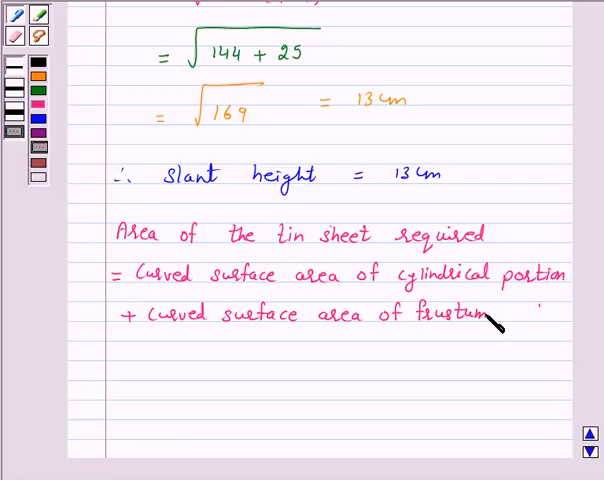 = √144 + 25
= √169 = 13 cm
∴ Slant height = 13 cm
Area of the tin sheet required
= Curved surface area of cylindrical portion
+ Curved surface area of frustum